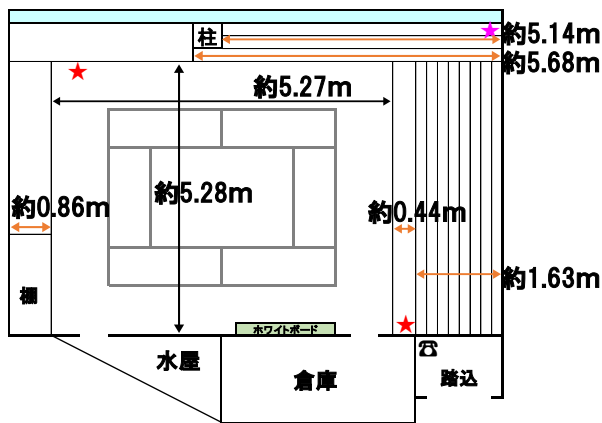 柱
約5.14m
約5.68m
約5.27m
約5.28m
約0.86m
約0.44m
約1.63m
棚
ホワイトボード
水屋
倉庫
踏込